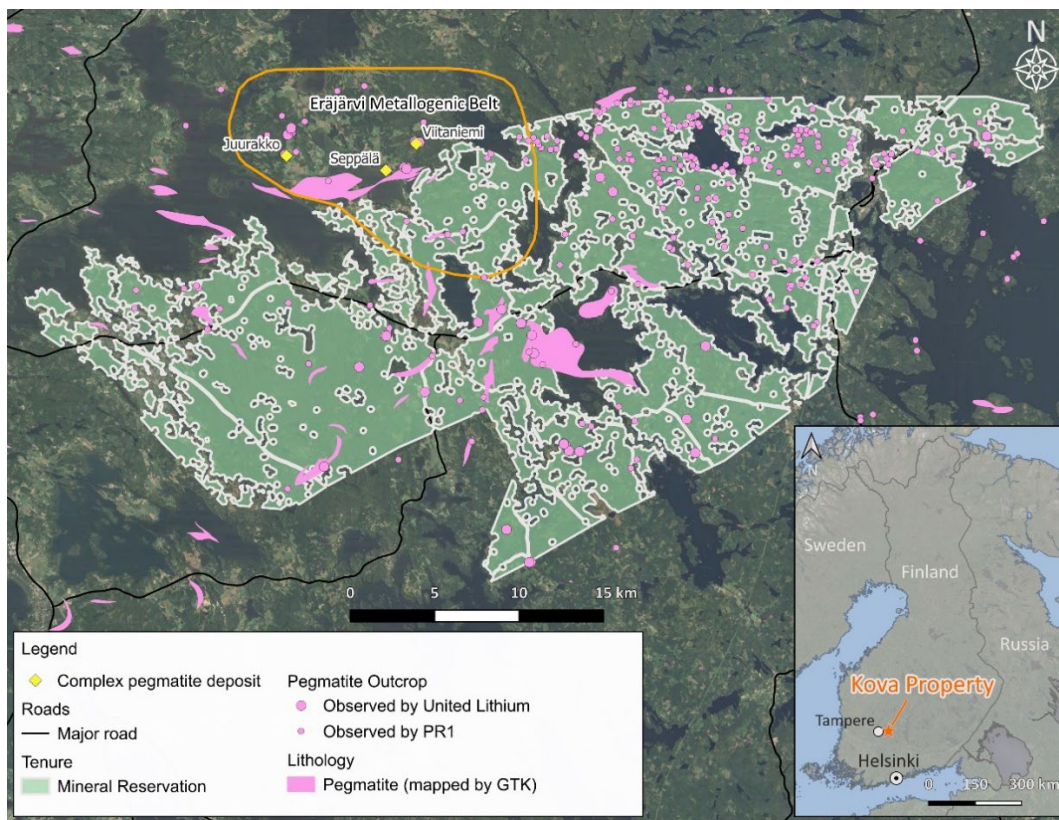 N
Eräjärvi Metallogenic Belt
Viitaniemi
Juurakko
Seppälä
0 5 10 15 km
Legend
Complex pegmatite deposit
Roads
Major road
Tenure
Mineral Reservation
Pegmatite Outcrop
Observed by United Lithium
Observed by PR1
Lithology
Pegmatite (mapped by GTK)
N
Sweden
Finland
Russia
Kova Property
Tampere
Helsinki
0 150 300 km